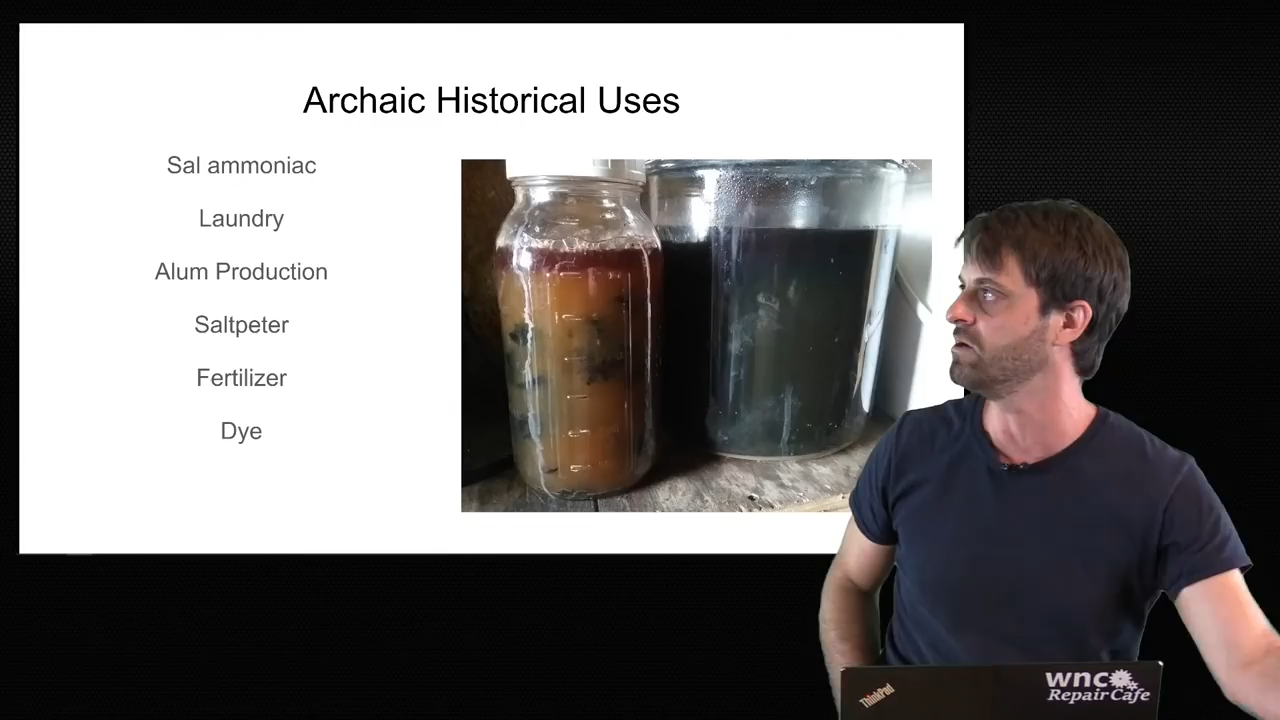 Archaic Historical Uses
Sal ammoniac
Laundry
Alum Production
Saltpeter
Fertilizer
Dye
ThinkPad
wnc
Repair Cafe